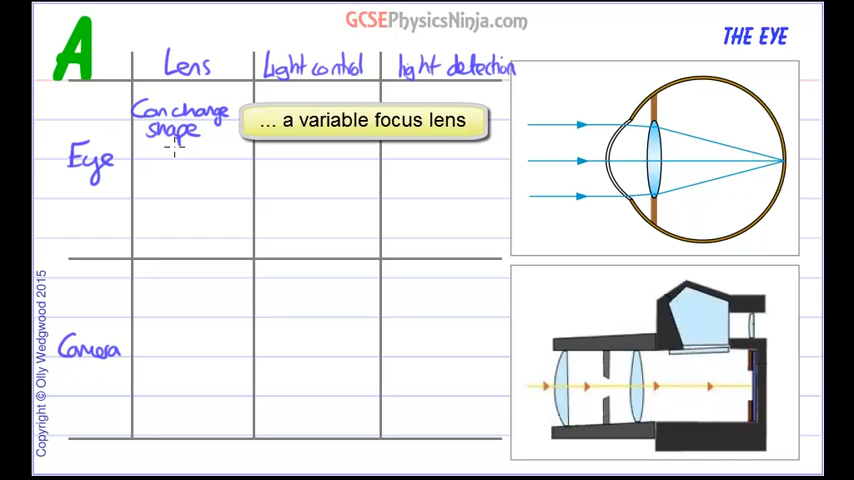 GCSEPhysicsNinja.com
A
THE EYE
Lens
Light control
light detection
Can change
shape
... a variable focus lens
Eye
Camera
Copyright © Olly Wedgwood 2015